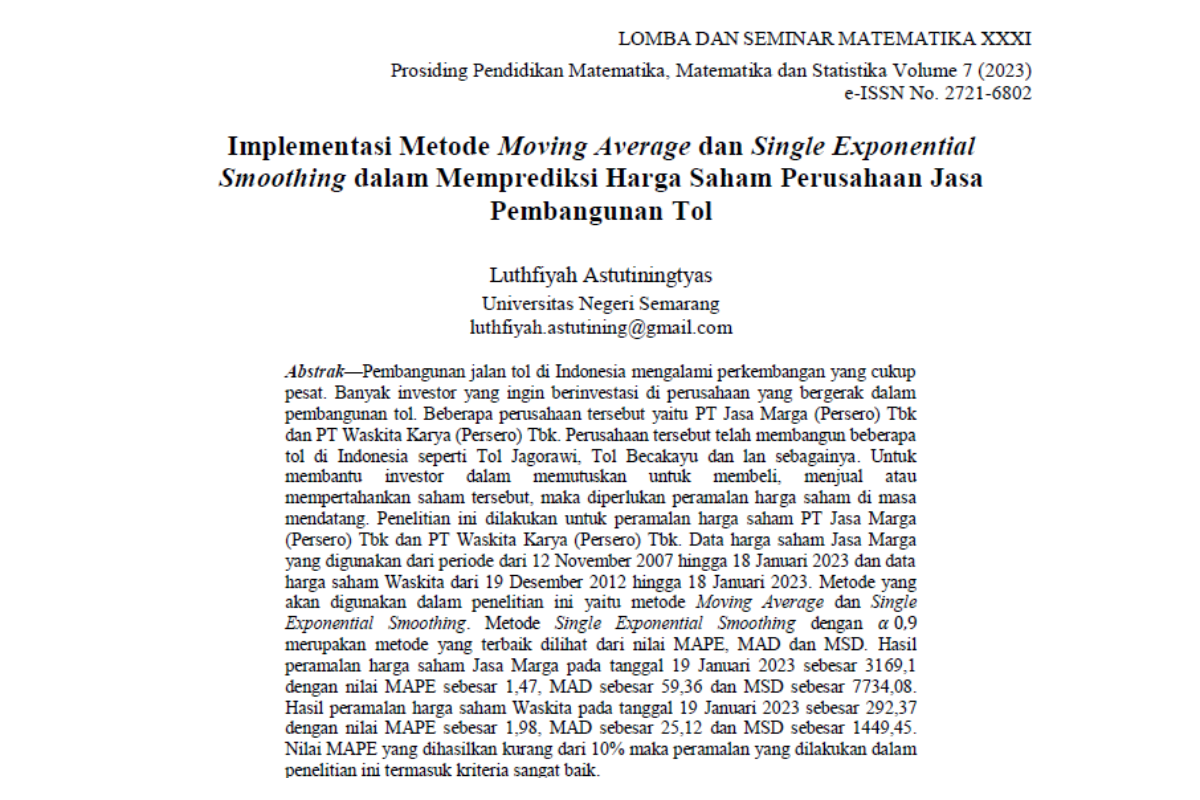 LOMBA DAN SEMINAR MATEMATIKA XXXI
Prosiding Pendidikan Matematika, Matematika dan Statistika Volume 7 (2023)
e-ISSN No. 2721-6802
Implementasi Metode Moving Average dan Single Exponential
Smoothing dalam Memprediksi Harga Saham Perusahaan Jasa
Pembangunan Tol
Luthfiyah Astutiningtyas
Universitas Negeri Semarang
luthfiyah.astutining@gmail.com
Abstrak—Pembangunan jalan tol di Indonesia mengalami perkembangan yang cukup
pesat. Banyak investor yang ingin berinvestasi di perusahaan yang bergerak dalam
pembangunan tol. Beberapa perusahaan tersebut yaitu PT Jasa Marga (Persero) Tbk
dan PT Waskita Karya (Persero) Tbk. Perusahaan tersebut telah membangun beberapa
tol di Indonesia seperti Tol Jagorawi, Tol Becakayu dan lan sebagainya. Untuk
membantu investor dalam memutuskan untuk membeli, menjual atau
mempertahankan saham tersebut, maka diperlukan peramalan harga saham di masa
mendatang. Penelitian ini dilakukan untuk peramalan harga saham PT Jasa Marga
(Persero) Tbk dan PT Waskita Karya (Persero) Tbk. Data harga saham Jasa Marga
yang digunakan dari periode dari 12 November 2007 hingga 18 Januari 2023 dan data
harga saham Waskita dari 19 Desember 2012 hingga 18 Januari 2023. Metode yang
akan digunakan dalam penelitian ini yaitu metode Moving Average dan Single
Exponential Smoothing. Metode Single Exponential Smoothing dengan α 0,9
merupakan metode yang terbaik dilihat dari nilai MAPE, MAD dan MSD. Hasil
peramalan harga saham Jasa Marga pada tanggal 19 Januari 2023 sebesar 3169,1
dengan nilai MAPE sebesar 1,47, MAD sebesar 59,36 dan MSD sebesar 7734,08.
Hasil peramalan harga saham Waskita pada tanggal 19 Januari 2023 sebesar 292,37
dengan nilai MAPE sebesar 1,98, MAD sebesar 25,12 dan MSD sebesar 1449,45.
Nilai MAPE yang dihasilkan kurang dari 10% maka peramalan yang dilakukan dalam
penelitian ini termasuk kriteria sangat baik.